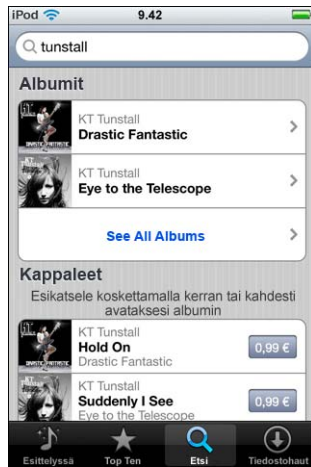 iPod 9.42
tunstall
Albumit
KT Tunstall
Drastic Fantastic
KT Tunstall
Eye to the Telescope
See All Albums
Kappaleet
Esikatsele koskettamalla kerran tai kahdesti
avataksesi albumin
KT Tunstall
Hold On
Drastic Fantastic
0,99 €
KT Tunstall
Suddenly I See
Eye to the Telescope
0,99 €
Esittelyssä Top Ten Etsi Tiedostohaut